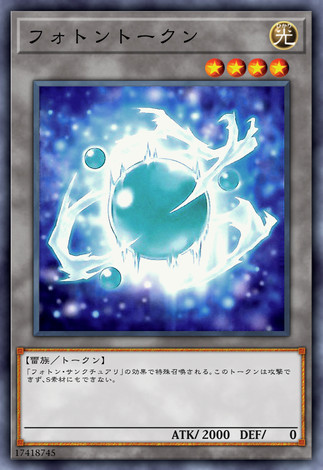 フォトントークン
光
【雷族／トークン】
「フォトン・サンクチュアリ」の効果で特殊召喚される。このトークンは攻撃で
きず、S素材にもできない。
ATK/ 2000 DEF/ 0
17418745